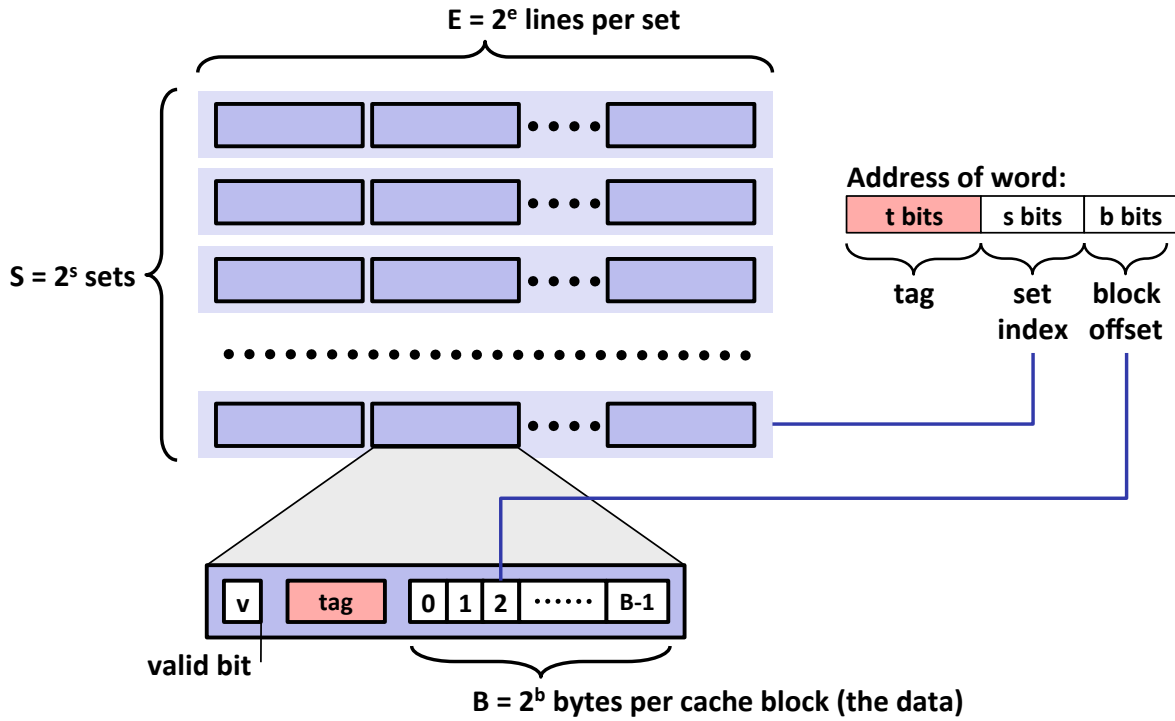 E = 2ᵉ lines per set
S = 2ˢ sets
Address of word:
t bits s bits b bits
tag set index block offset
v tag 0 1 2 ...... B-1
valid bit
B = 2ᵇ bytes per cache block (the data)